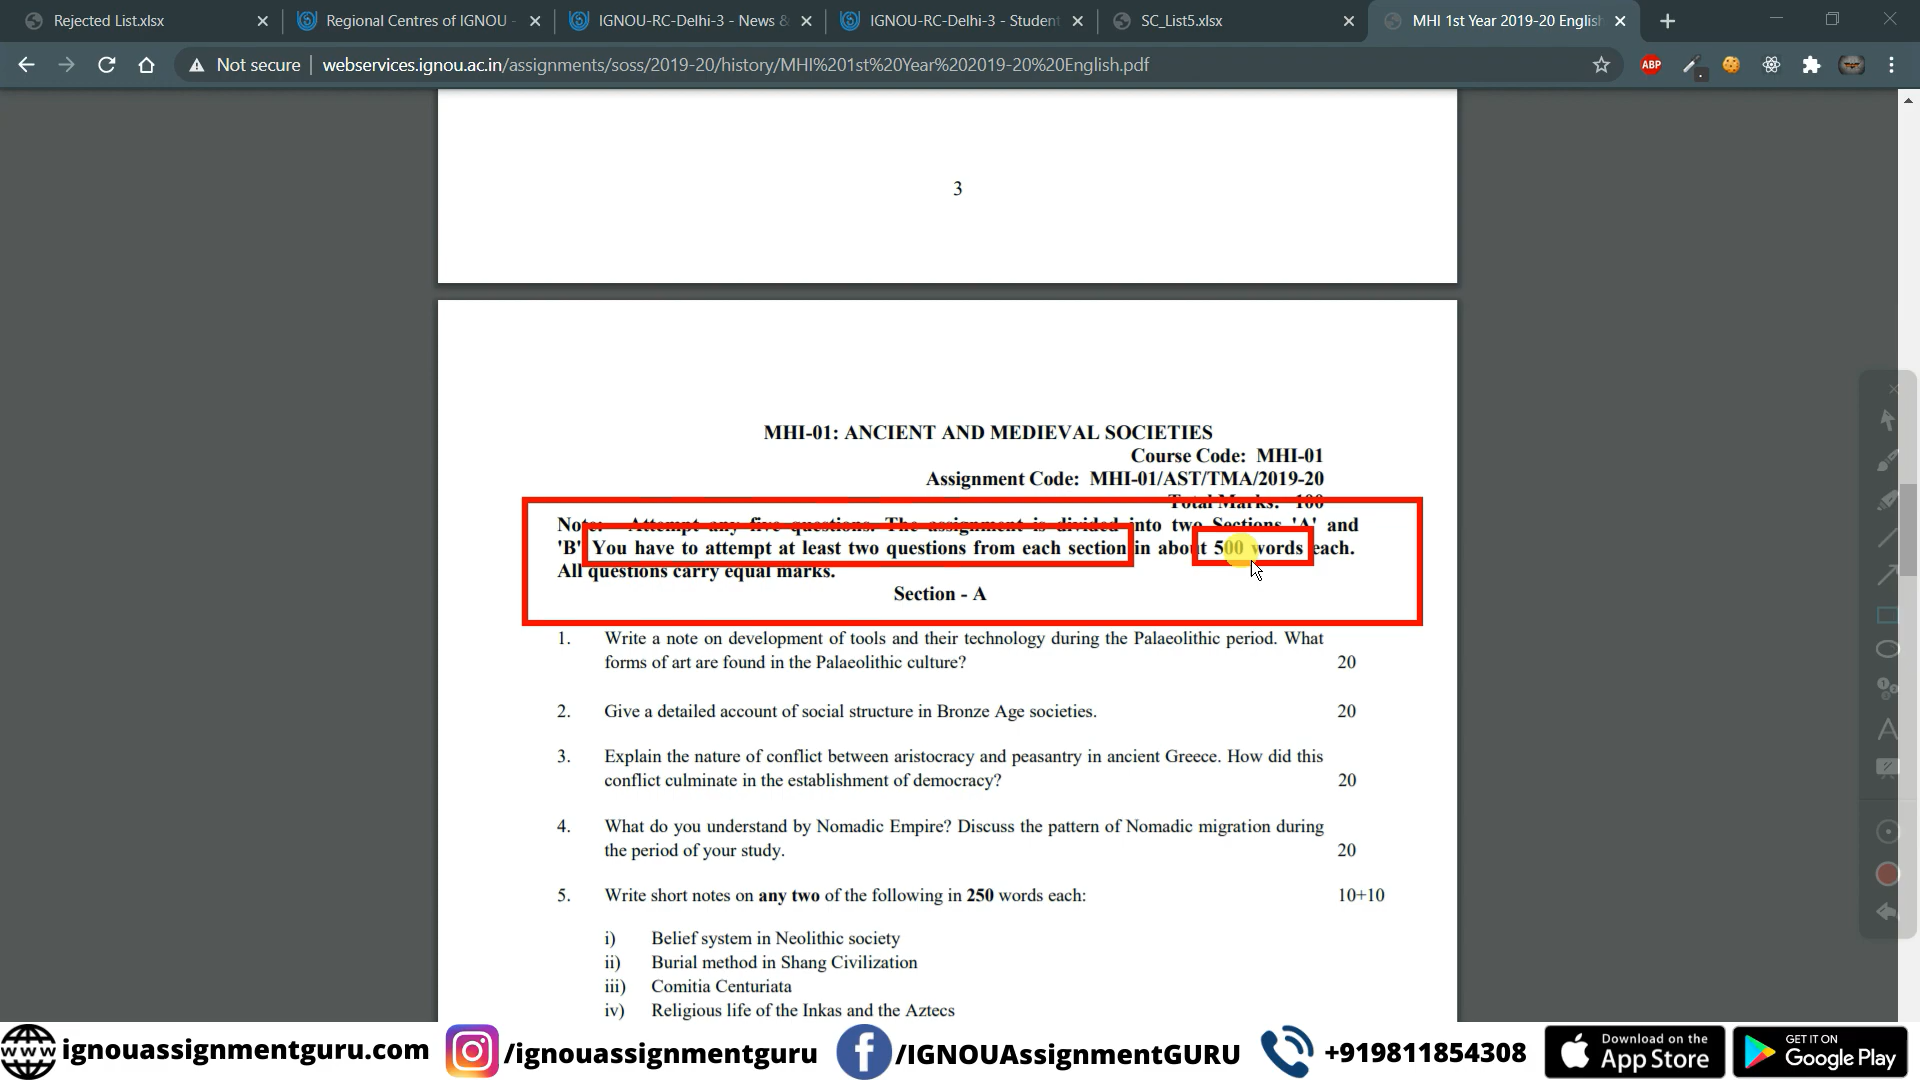 Rejected List.xlsx
Regional Centres of IGNOU -
IGNOU-RC-Delhi-3 - News &
IGNOU-RC-Delhi-3 - Student
SC_List5.xlsx
MHI 1st Year 2019-20 English
Not secure
webservices.ignou.ac.in/assignments/soss/2019-20/history/MHI%201st%20Year%202019-20%20English.pdf
ABP
3
MHI-01: ANCIENT AND MEDIEVAL SOCIETIES
Course Code: MHI-01
Assignment Code: MHI-01/AST/TMA/2019-20
Total Marks: 100
Note: Attempt any five questions. The assignment is divided into two Sections 'A' and
'B' You have to attempt at least two questions from each section in about 500 words each.
All questions carry equal marks.
Section - A
1. Write a note on development of tools and their technology during the Palaeolithic period. What
forms of art are found in the Palaeolithic culture? 20
2. Give a detailed account of social structure in Bronze Age societies. 20
3. Explain the nature of conflict between aristocracy and peasantry in ancient Greece. How did this
conflict culminate in the establishment of democracy? 20
4. What do you understand by Nomadic Empire? Discuss the pattern of Nomadic migration during
the period of your study. 20
5. Write short notes on any two of the following in 250 words each: 10+10
i) Belief system in Neolithic society
ii) Burial method in Shang Civilization
iii) Comitia Centuriata
iv) Religious life of the Inkas and the Aztecs
www ignouassignmentguru.com /ignouassignmentguru /IGNOUAssignmentGURU +919811854308
Download on the
App Store
GET IT ON
Google Play